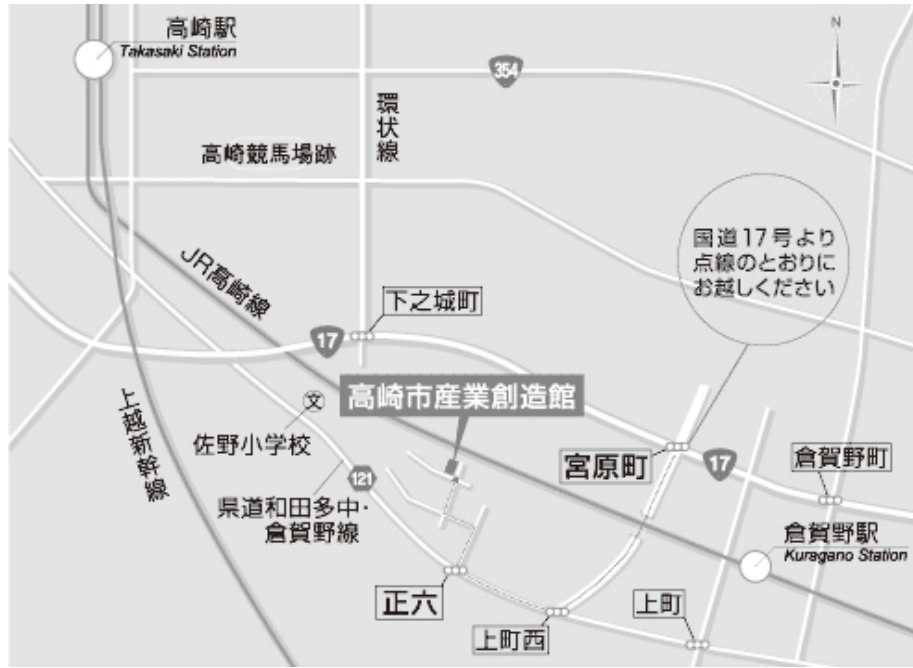 高崎駅
Takasaki Station
N
354
環状線
高崎競馬場跡
国道17号より
点線のとおりに
お越しください
JR高崎線
下之城町
17
上越新幹線
高崎市産業創造館
文
佐野小学校
宮原町
17
倉賀野町
121
県道和田多中・
倉賀野線
倉賀野駅
Kuragano Station
正六
上町西
上町